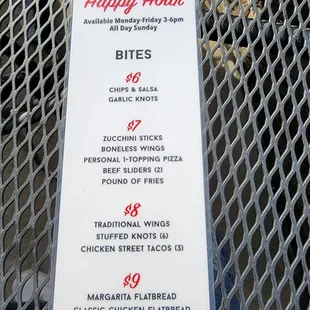 Happy Hour
Available Monday-Friday 3-6pm
All Day Sunday
BITES
$6
CHIPS & SALSA
GARLIC KNOTS
$7
ZUCCHINI STICKS
BONELESS WINGS
PERSONAL 1-TOPPING PIZZA
BEEF SLIDERS (2)
POUND OF FRIES
$8
TRADITIONAL WINGS
STUFFED KNOTS (6)
CHICKEN STREET TACOS (3)
$9
MARGARITA FLATBREAD
CLASSIC CHICKEN FLATBREAD